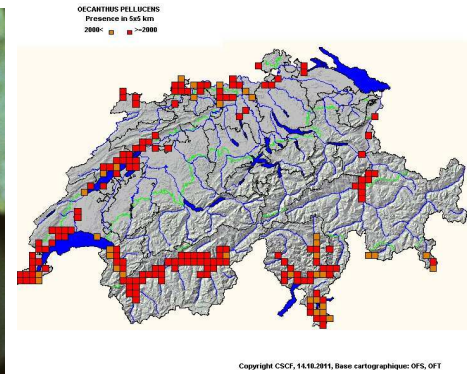 OECANTHUS PELLUCENS
Presence in 5x5 km
2000< >=2000
Copyright CSCF, 14.10.2011, Base cartographique: OFS, OFT